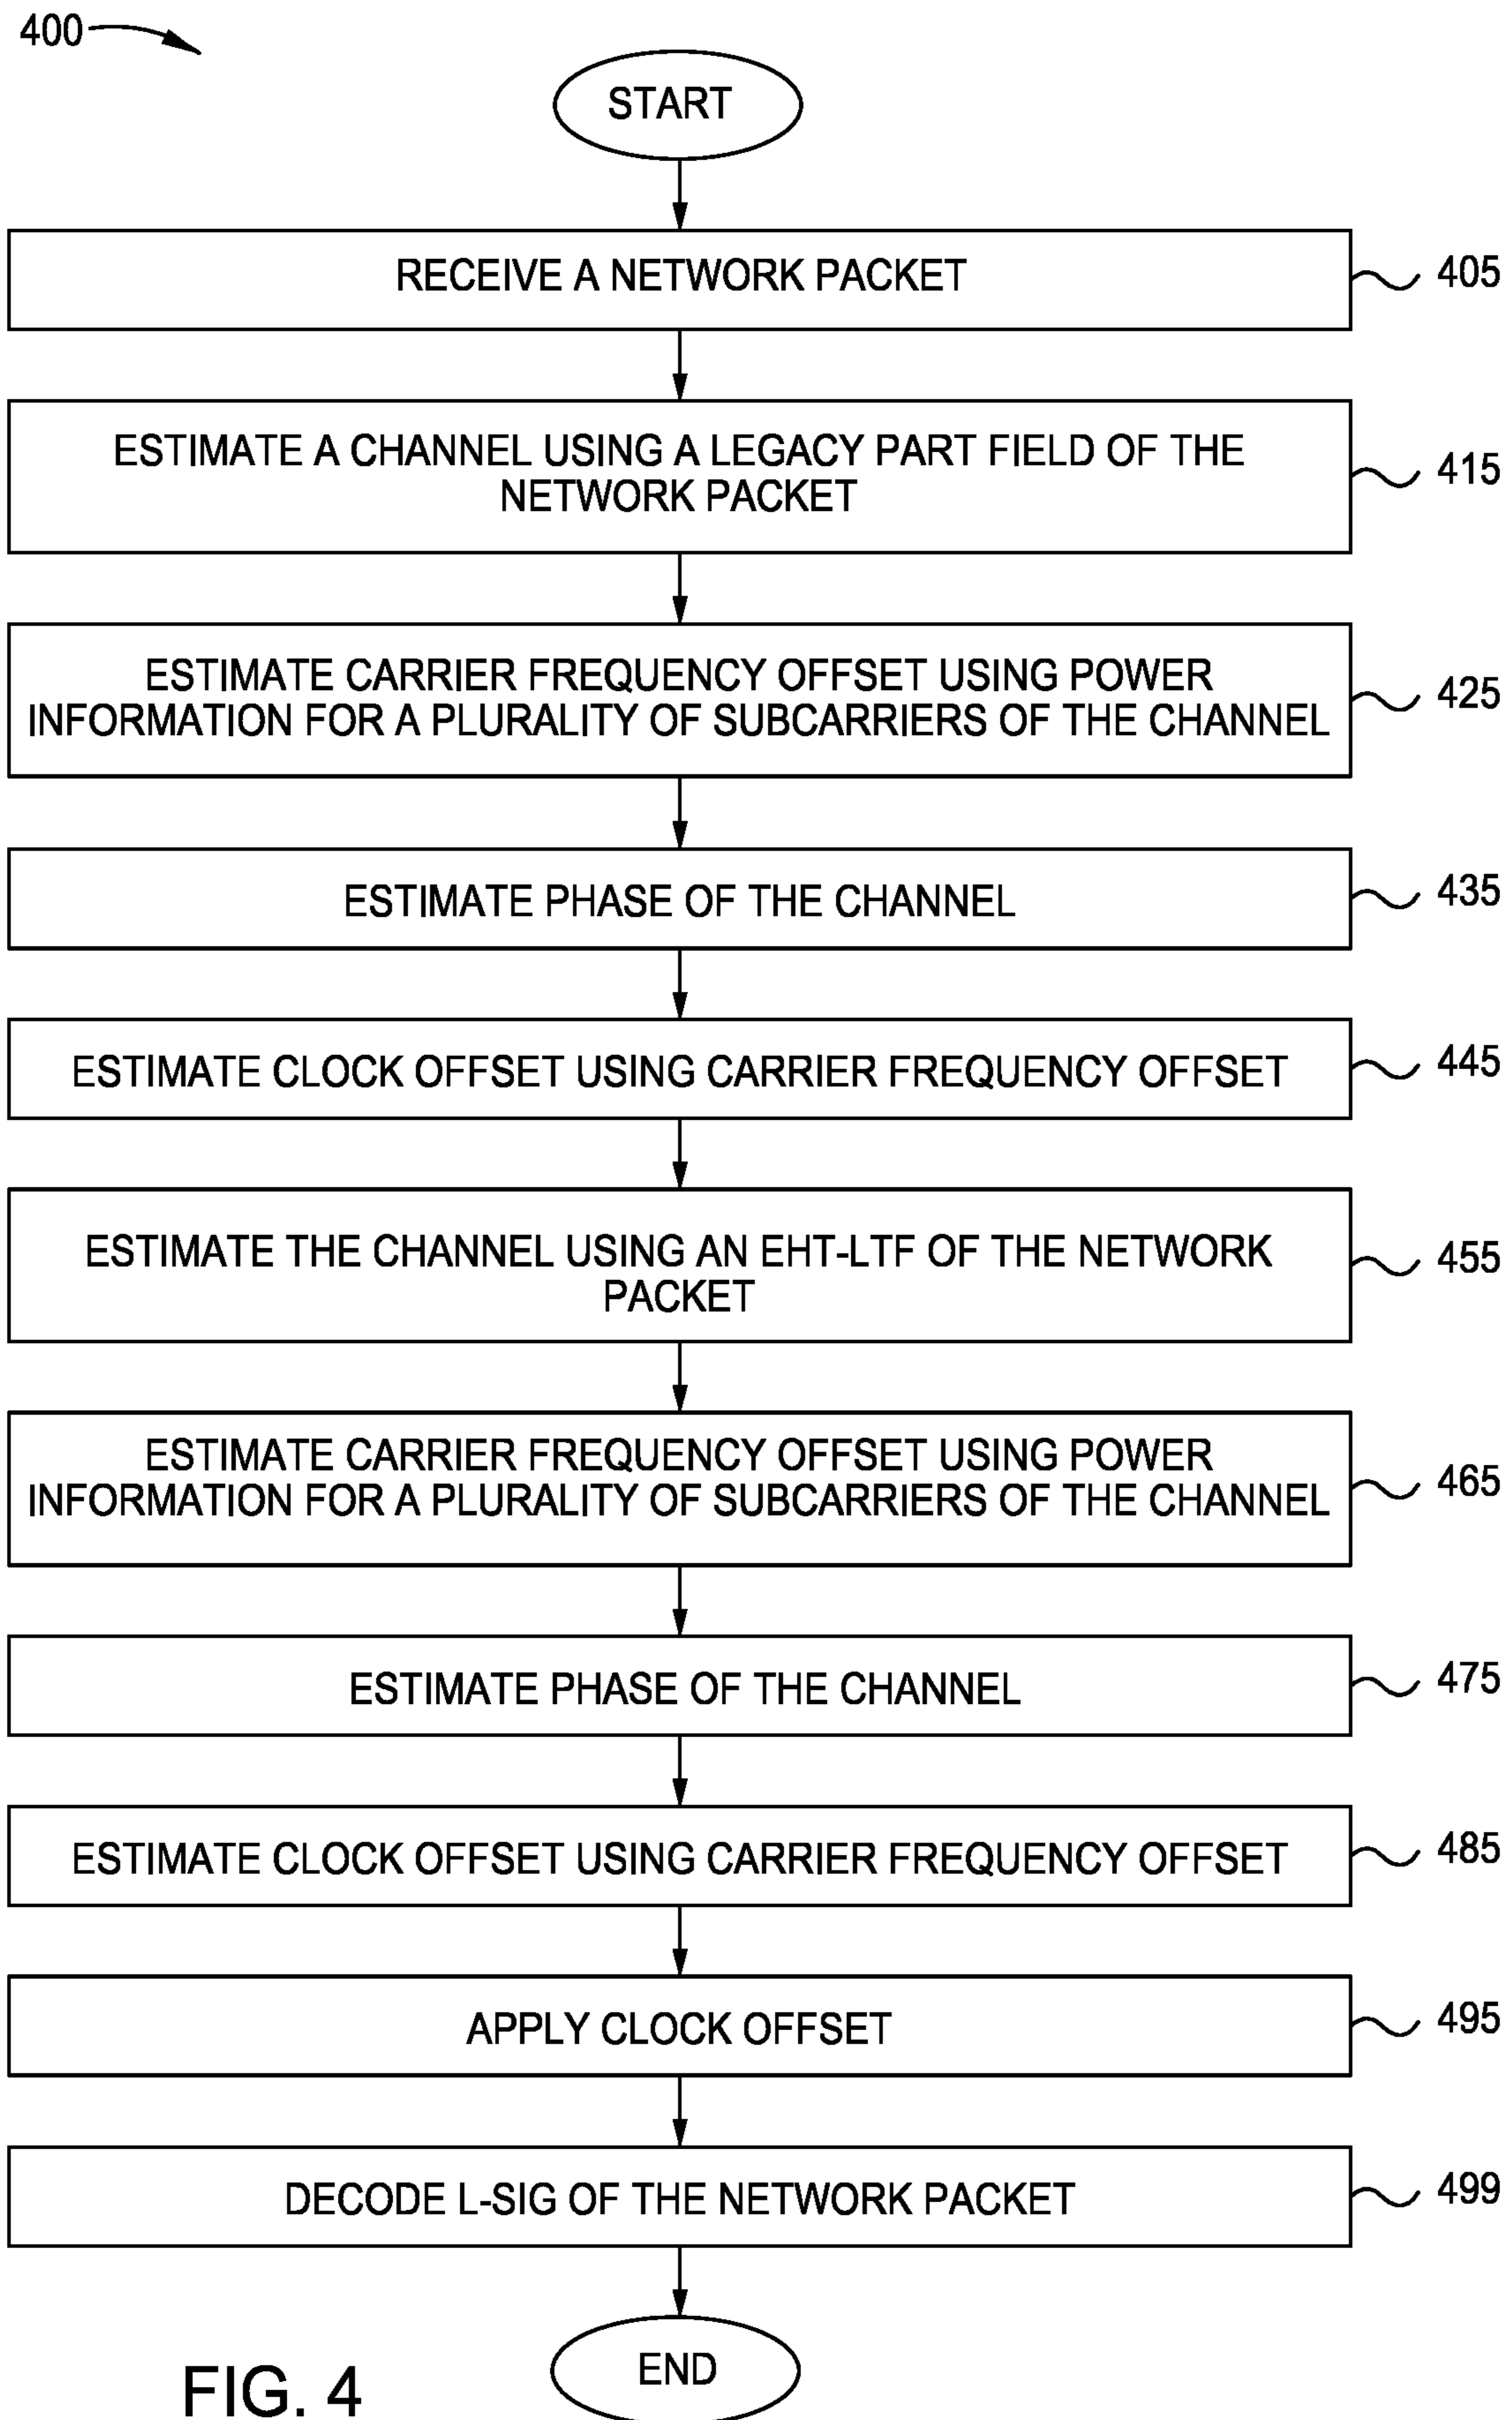 400
START
RECEIVE A NETWORK PACKET
405
ESTIMATE A CHANNEL USING A LEGACY PART FIELD OF THE
NETWORK PACKET
415
ESTIMATE CARRIER FREQUENCY OFFSET USING POWER
INFORMATION FOR A PLURALITY OF SUBCARRIERS OF THE CHANNEL
425
ESTIMATE PHASE OF THE CHANNEL
435
ESTIMATE CLOCK OFFSET USING CARRIER FREQUENCY OFFSET
445
ESTIMATE THE CHANNEL USING AN EHT-LTF OF THE NETWORK
PACKET
455
ESTIMATE CARRIER FREQUENCY OFFSET USING POWER
INFORMATION FOR A PLURALITY OF SUBCARRIERS OF THE CHANNEL
465
ESTIMATE PHASE OF THE CHANNEL
475
ESTIMATE CLOCK OFFSET USING CARRIER FREQUENCY OFFSET
485
APPLY CLOCK OFFSET
495
DECODE L-SIG OF THE NETWORK PACKET
499
END
FIG. 4